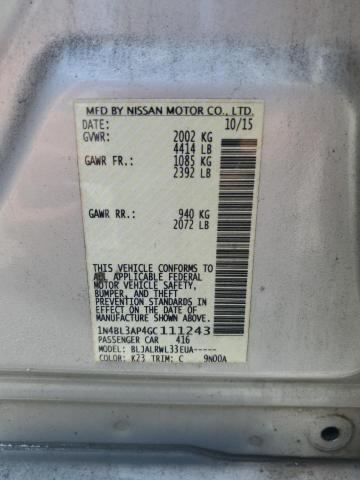 MFD BY NISSAN MOTOR CO., LTD.
DATE: 10/15
GVWR: 2002 KG
4414 LB
GAWR FR.: 1085 KG
2392 LB
GAWR RR.: 940 KG
2072 LB
THIS VEHICLE CONFORMS TO
ALL APPLICABLE FEDERAL
MOTOR VEHICLE SAFETY,
BUMPER, AND THEFT
PREVENTION STANDARDS
IN EFFECT ON THE DATE OF
MANUFACTURE SHOWN ABOVE.
1N4BL3AP4GC111243
PASSENGER CAR 416
MODEL: BLJALRWL33EUA-----
COLOR: K23 TRIM: C 9N00A